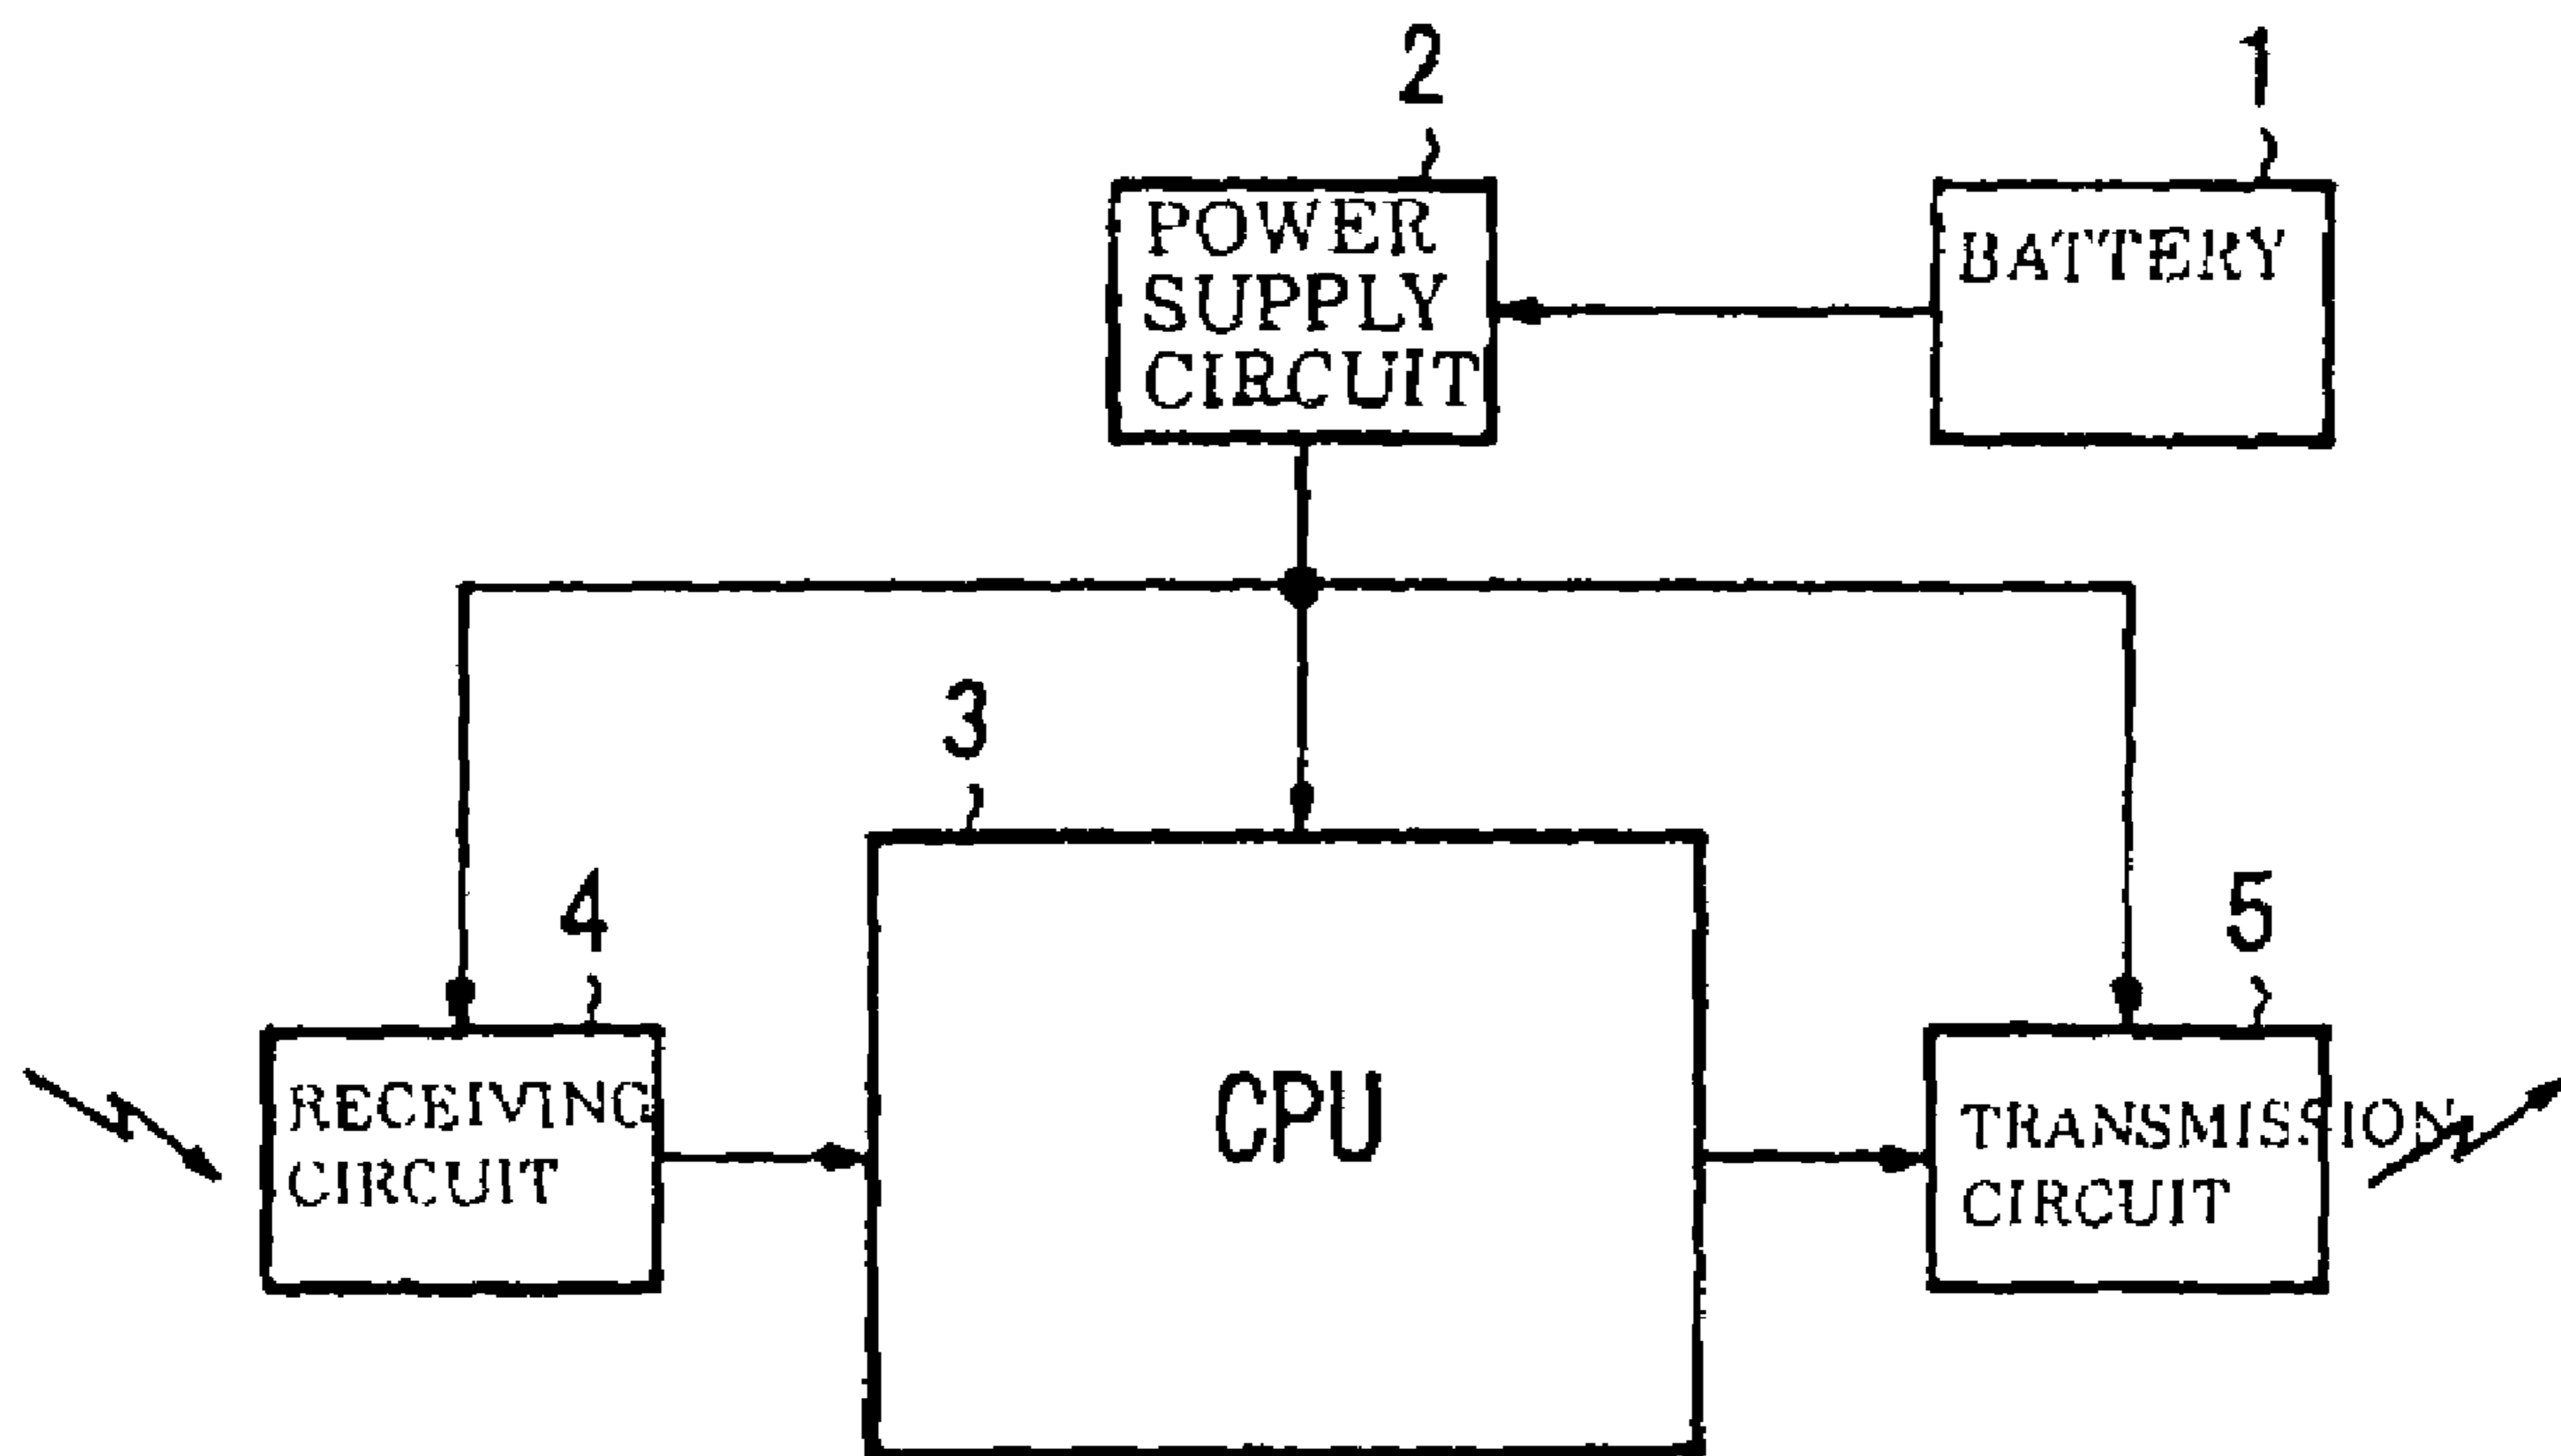 2
1
POWER
SUPPLY
CIRCUIT
BATTERY
3
4
5
RECEIVING
CIRCUIT
CPU
TRANSMISSION
CIRCUIT